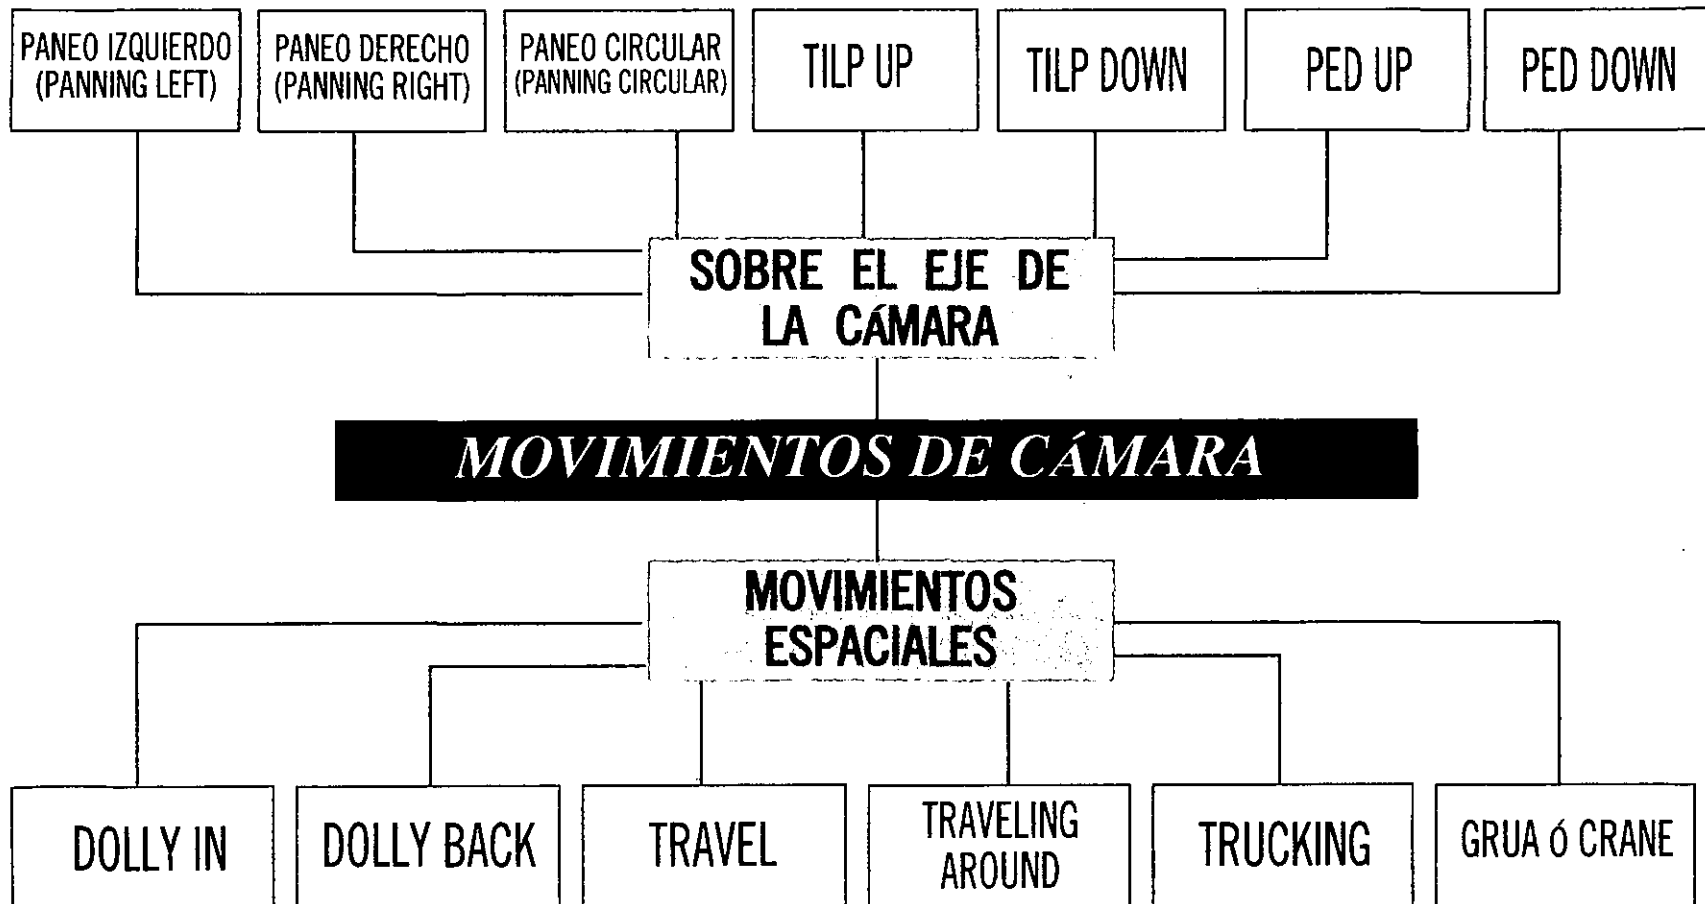 PANEO IZQUIERDO
(PANNING LEFT)
PANEO DERECHO
(PANNING RIGHT)
PANEO CIRCULAR
(PANNING CIRCULAR)
TILP UP
TILP DOWN
PED UP
PED DOWN
SOBRE EL EJE DE
LA CÁMARA
MOVIMIENTOS DE CÁMARA
MOVIMIENTOS
ESPACIALES
DOLLY IN
DOLLY BACK
TRAVEL
TRAVELING
AROUND
TRUCKING
GRUA ó CRANE